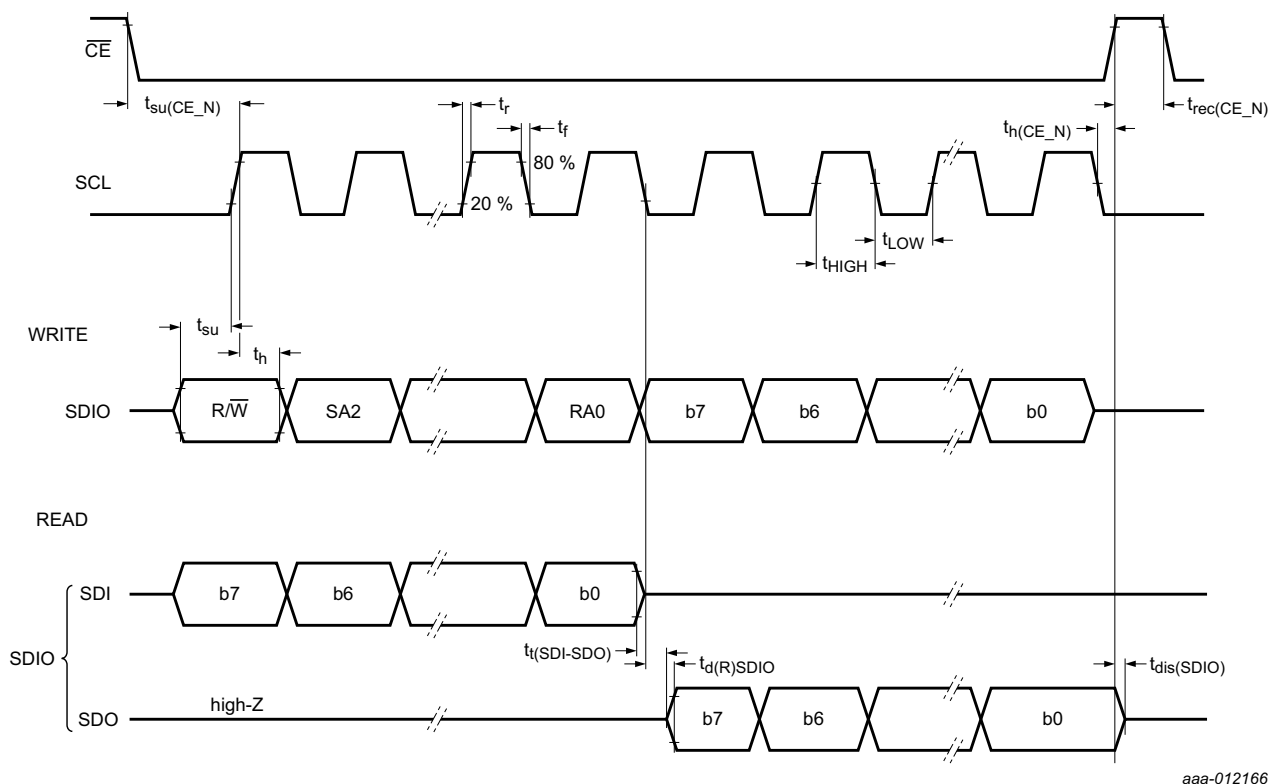 CE
tsu(CE_N)
tr
tf
th(CE_N)
trec(CE_N)
SCL
80 %
20 %
tLOW
tHIGH
WRITE
tsu
th
SDIO
R/W
SA2
RA0
b7
b6
b0
READ
SDI
b7
b6
b0
SDIO
tt(SDI-SDO)
td(R)SDIO
tdis(SDIO)
SDO
high-Z
b7
b6
b0
aaa-012166